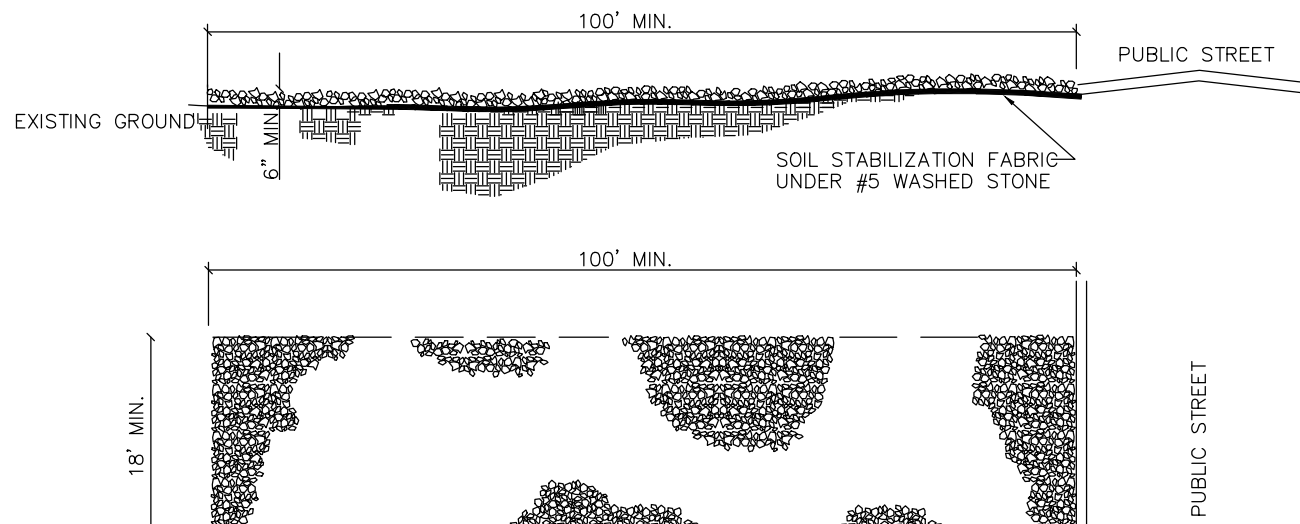 100' MIN.
PUBLIC STREET
EXISTING GROUND
6" MIN.
SOIL STABILIZATION FABRIC
UNDER #5 WASHED STONE
100' MIN.
18' MIN.
PUBLIC STREET